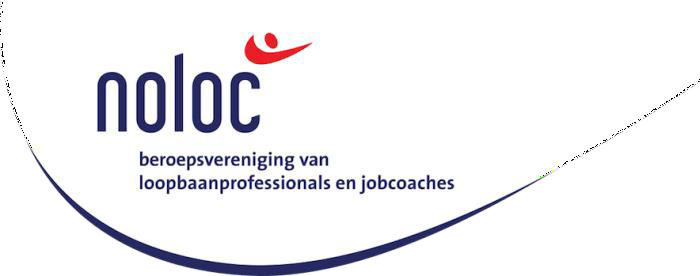 noloc
beroepsvereniging van
loopbaanprofessionals en jobcoaches